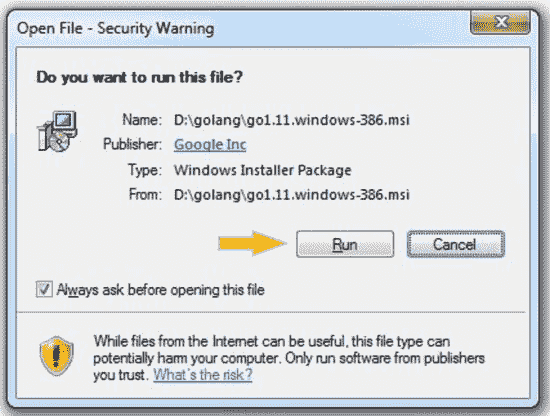 Open File - Security Warning
Do you want to run this file?
Name: D:\golang\go1.11.windows-386.msi
Publisher: Google Inc
Type: Windows Installer Package
From: D:\golang\go1.11.windows-386.msi
Run Cancel
Always ask before opening this file
While files from the Internet can be useful, this file type can
potentially harm your computer. Only run software from publishers
you trust. What's the risk?